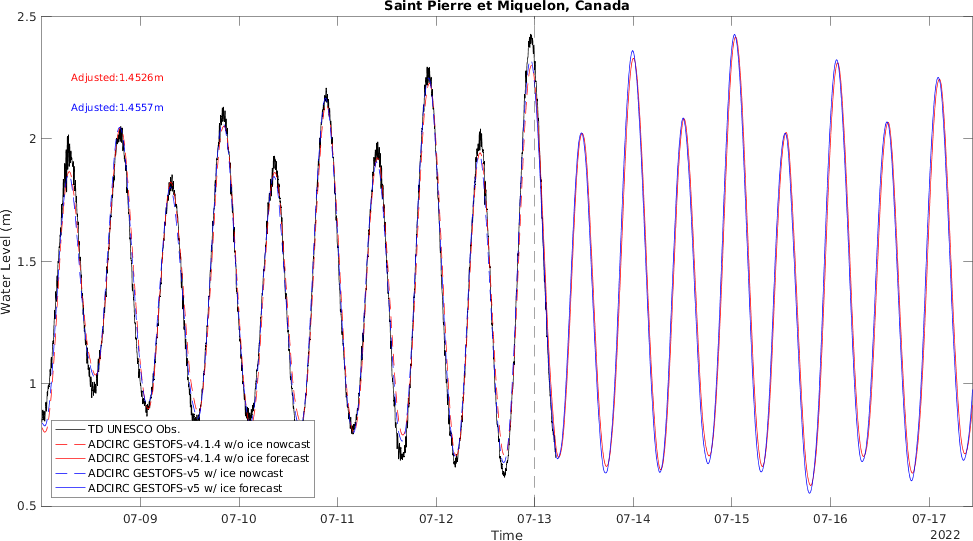 Saint Pierre et Miquelon, Canada
2.5
2
1.5
1
0.5
Water Level (m)
Adjusted:1.4526m
Adjusted:1.4557m
TD UNESCO Obs.
ADCIRC GESTOFS-v4.1.4 w/o ice nowcast
ADCIRC GESTOFS-v4.1.4 w/o ice forecast
ADCIRC GESTOFS-v5 w/ ice nowcast
ADCIRC GESTOFS-v5 w/ ice forecast
07-09 07-10 07-11 07-12 07-13 07-14 07-15 07-16 07-17
Time
2022